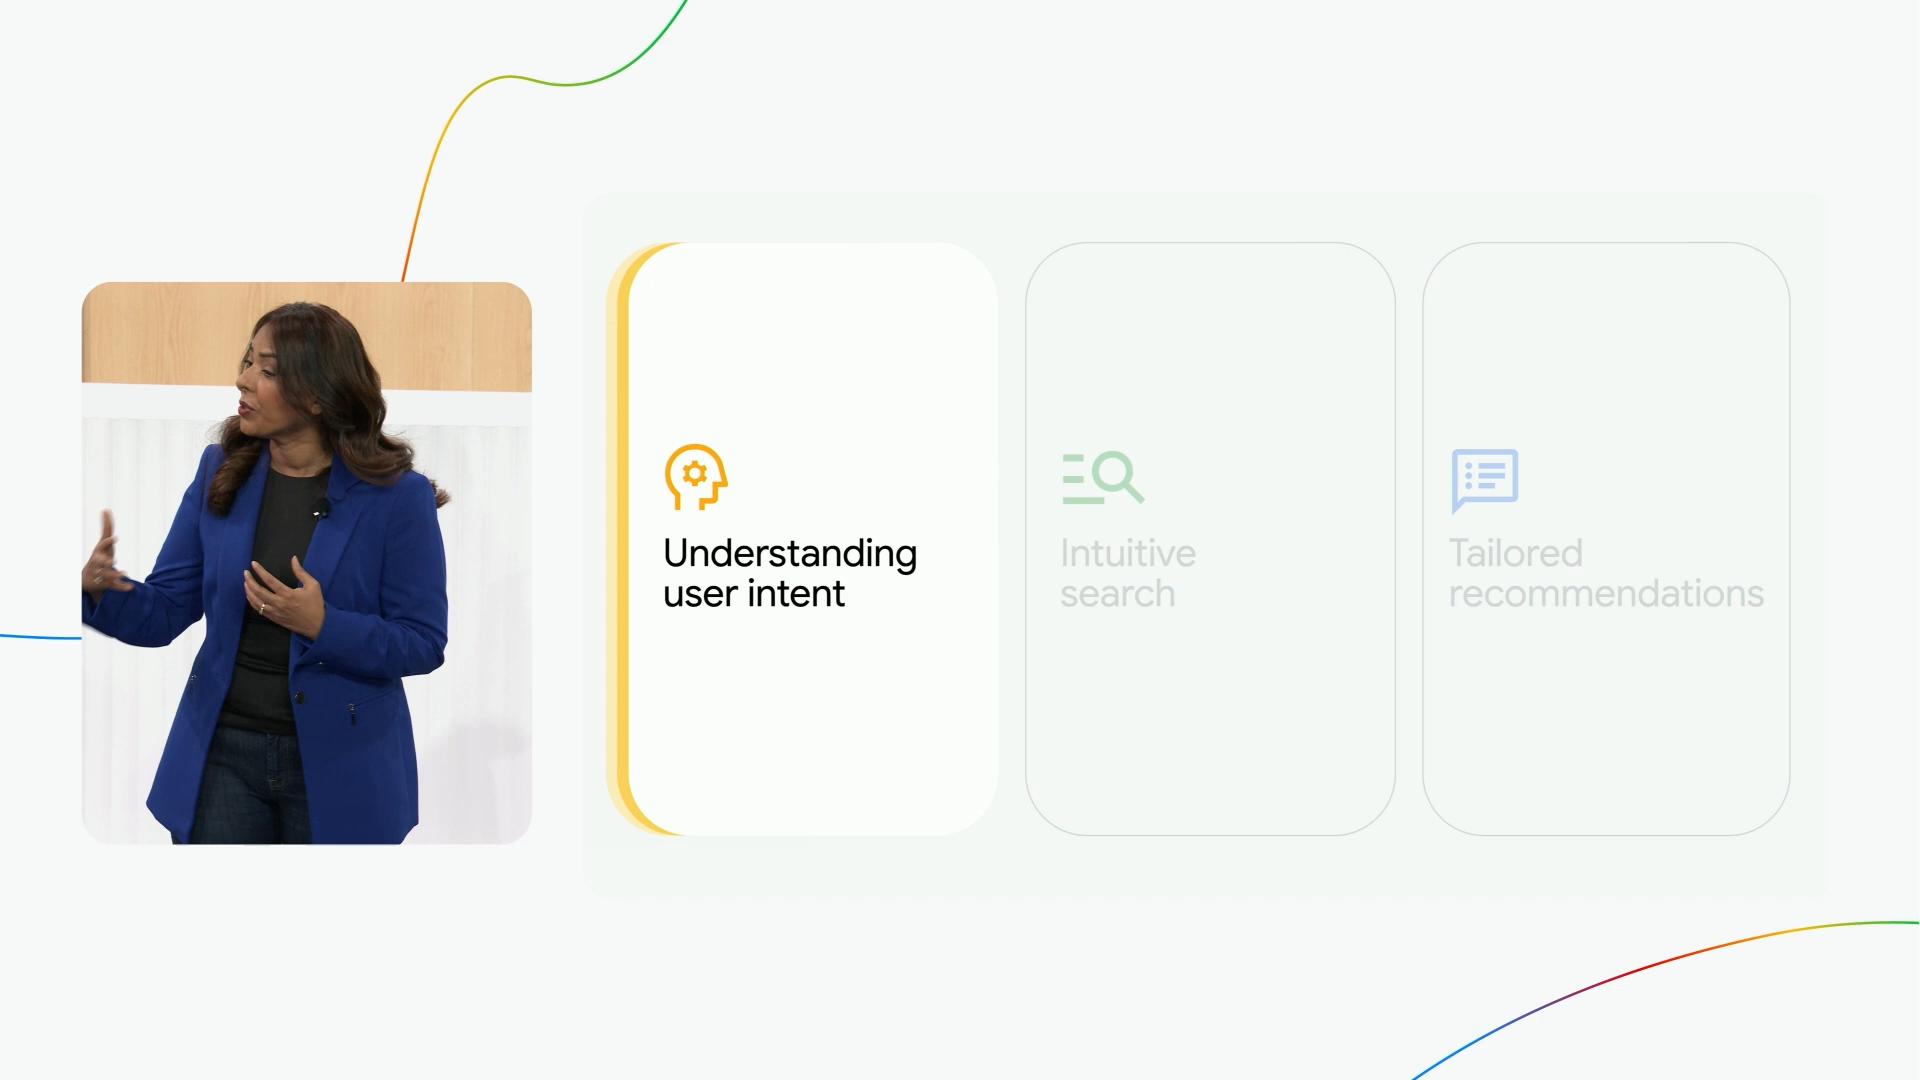 Understanding
user intent
Intuitive
search
Tailored
recommendations